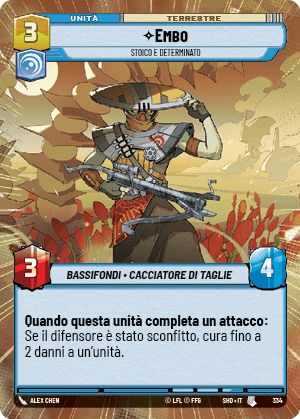 3
UNITÀ
TERRESTRE
✧EMBO
STOICO E DETERMINATO
3
BASSIFONDI • CACCIATORE DI TAGLIE
4
Quando questa unità completa un attacco:
Se il difensore è stato sconfitto, cura fino a
2 danni a un'unità.
ALEX CHEN
© LFL © FFG
SHD • IT
334